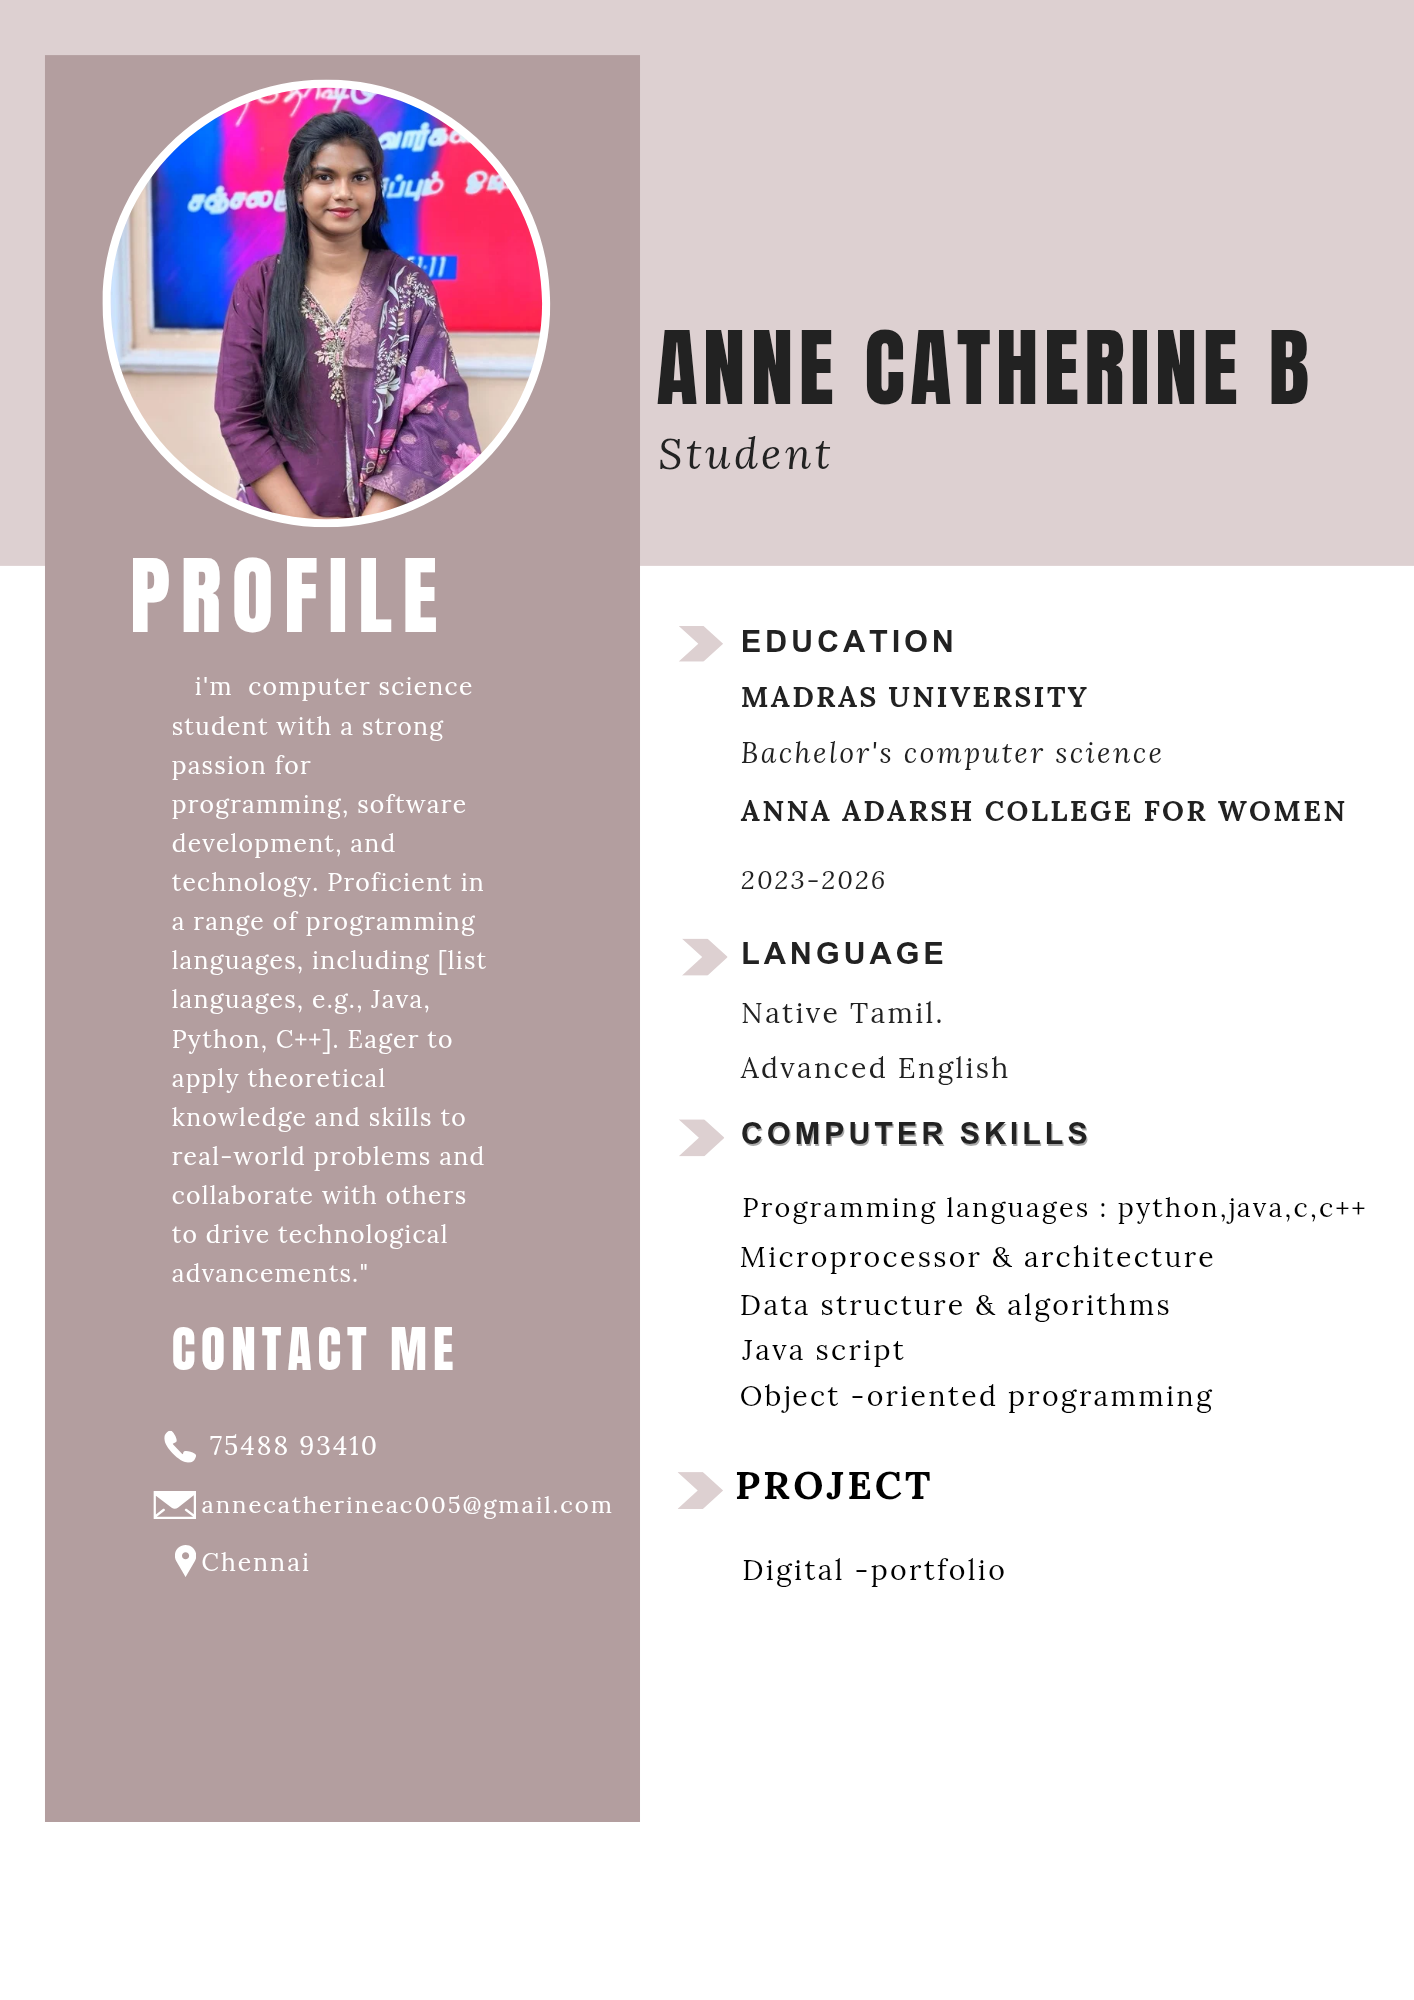 வார்க
சஞ்சல
ப்பும்
ANNE CATHERINE B
Student
PROFILE
i'm computer science
student with a strong
passion for
programming, software
development, and
technology. Proficient in
a range of programming
languages, including [list
languages, e.g., Java,
Python, C++]. Eager to
apply theoretical
knowledge and skills to
real-world problems and
collaborate with others
to drive technological
advancements."
CONTACT ME
75488 93410
annecatherineac005@gmail.com
Chennai
EDUCATION
MADRAS UNIVERSITY
Bachelor's computer science
ANNA ADARSH COLLEGE FOR WOMEN
2023-2026
LANGUAGE
Native Tamil.
Advanced English
COMPUTER SKILLS
Programming languages : python,java,c,c++
Microprocessor & architecture
Data structure & algorithms
Java script
Object -oriented programming
PROJECT
Digital -portfolio